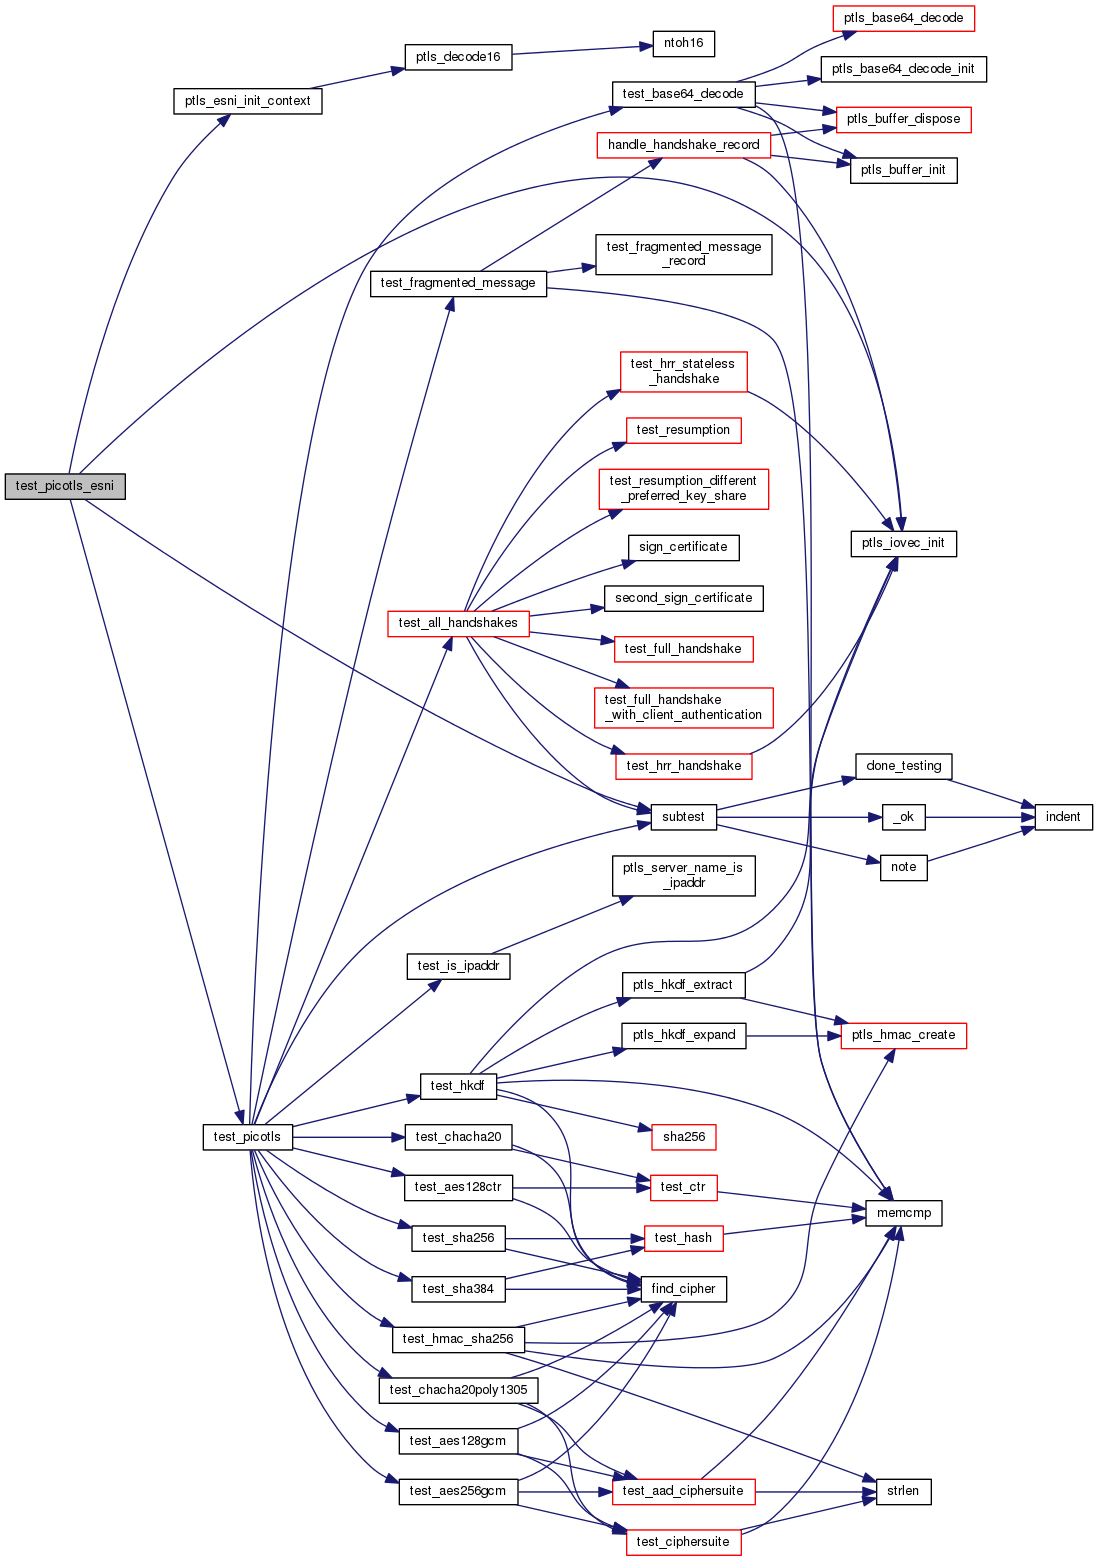 ptls_base64_decode
ntoh16
ptls_decode16
ptls_base64_decode_init
test_base64_decode
ptls_esni_init_context
ptls_buffer_dispose
handle_handshake_record
ptls_buffer_init
test_fragmented_message
_record
test_fragmented_message
test_hrr_stateless
_handshake
test_resumption
test_resumption_different
_preferred_key_share
test_picotls_esni
sign_certificate
ptls_iovec_init
second_sign_certificate
test_all_handshakes
test_full_handshake
test_full_handshake
_with_client_authentication
test_hrr_handshake
done_testing
subtest
_ok
indent
note
ptls_server_name_is
_ipaddr
test_is_ipaddr
ptls_hkdf_extract
ptls_hkdf_expand
ptls_hmac_create
test_hkdf
test_picotls
test_chacha20
sha256
test_aes128ctr
test_ctr
memcmp
test_sha256
test_hash
test_sha384
find_cipher
test_hmac_sha256
test_chacha20poly1305
test_aes128gcm
test_aes256gcm
test_aad_ciphersuite
strlen
test_ciphersuite